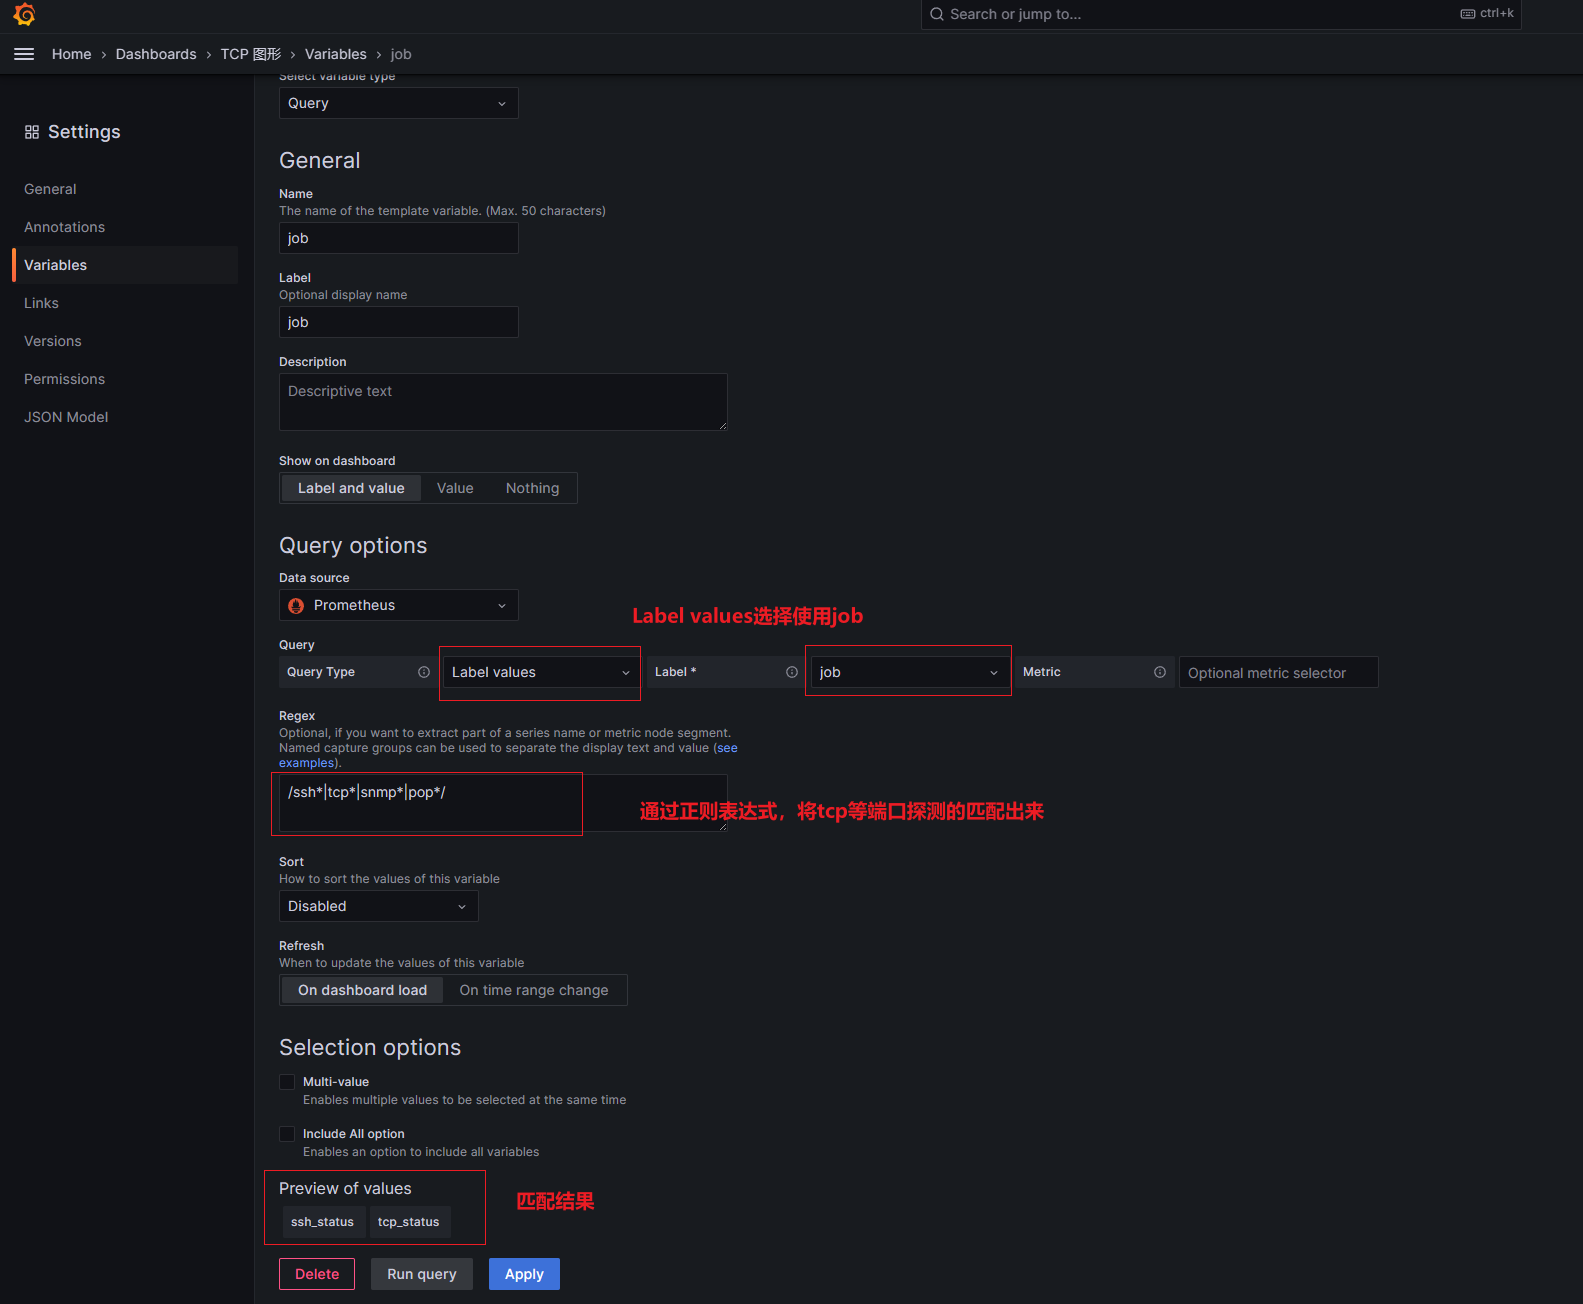 Search or jump to...
ctrl+k
Home › Dashboards › TCP 图形 › Variables › job
Select variable type
Query
Settings
General
Annotations
Variables
Links
Versions
Permissions
JSON Model
General
Name
The name of the template variable. (Max. 50 characters)
job
Label
Optional display name
job
Description
Descriptive text
Show on dashboard
Label and value Value Nothing
Query options
Data source
Prometheus
Label values选择使用job
Query
Query Type Label values Label * job Metric Optional metric selector
Regex
Optional, if you want to extract part of a series name or metric node segment.
Named capture groups can be used to separate the display text and value (see
examples).
/ssh*|tcp*|snmp*|pop*/
通过正则表达式，将tcp等端口探测的匹配出来
Sort
How to sort the values of this variable
Disabled
Refresh
When to update the values of this variable
On dashboard load On time range change
Selection options
Multi-value
Enables multiple values to be selected at the same time
Include All option
Enables an option to include all variables
Preview of values
匹配结果
ssh_status tcp_status
Delete Run query Apply